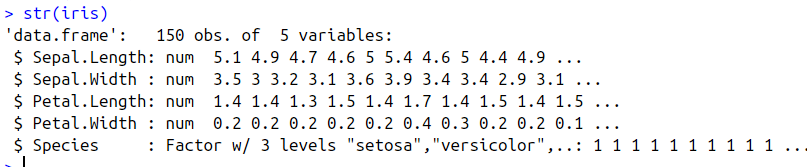 > str(iris)
'data.frame':   150 obs. of  5 variables:
 $ Sepal.Length: num  5.1 4.9 4.7 4.6 5 5.4 4.6 5 4.4 4.9 ...
 $ Sepal.Width : num  3.5 3 3.2 3.1 3.6 3.9 3.4 3.4 2.9 3.1 ...
 $ Petal.Length: num  1.4 1.4 1.3 1.5 1.4 1.7 1.4 1.5 1.4 1.5 ...
 $ Petal.Width : num  0.2 0.2 0.2 0.2 0.2 0.4 0.3 0.2 0.2 0.1 ...
 $ Species     : Factor w/ 3 levels "setosa","versicolor",..: 1 1 1 1 1 1 1 1 1 1 ...
>